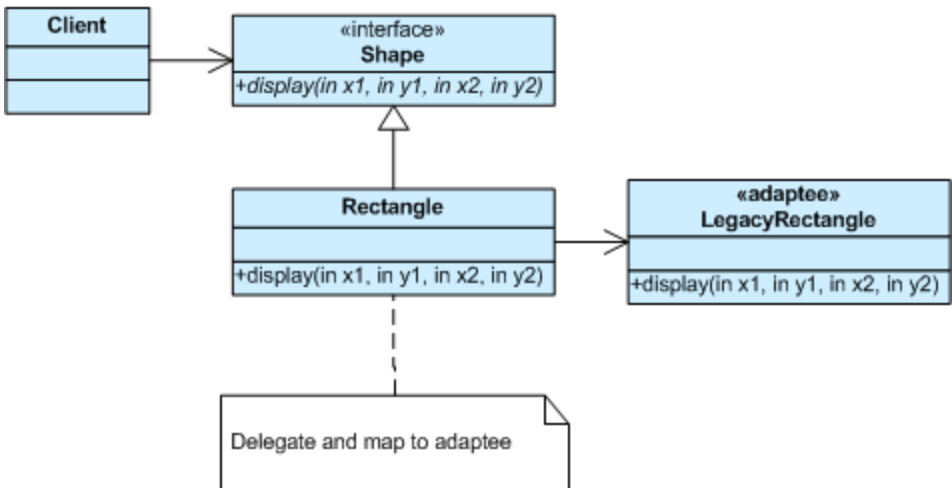 Client
«interface»
Shape
+display(in x1, in y1, in x2, in y2)
Rectangle
+display(in x1, in y1, in x2, in y2)
«adaptee»
LegacyRectangle
+display(in x1, in y1, in x2, in y2)
Delegate and map to adaptee